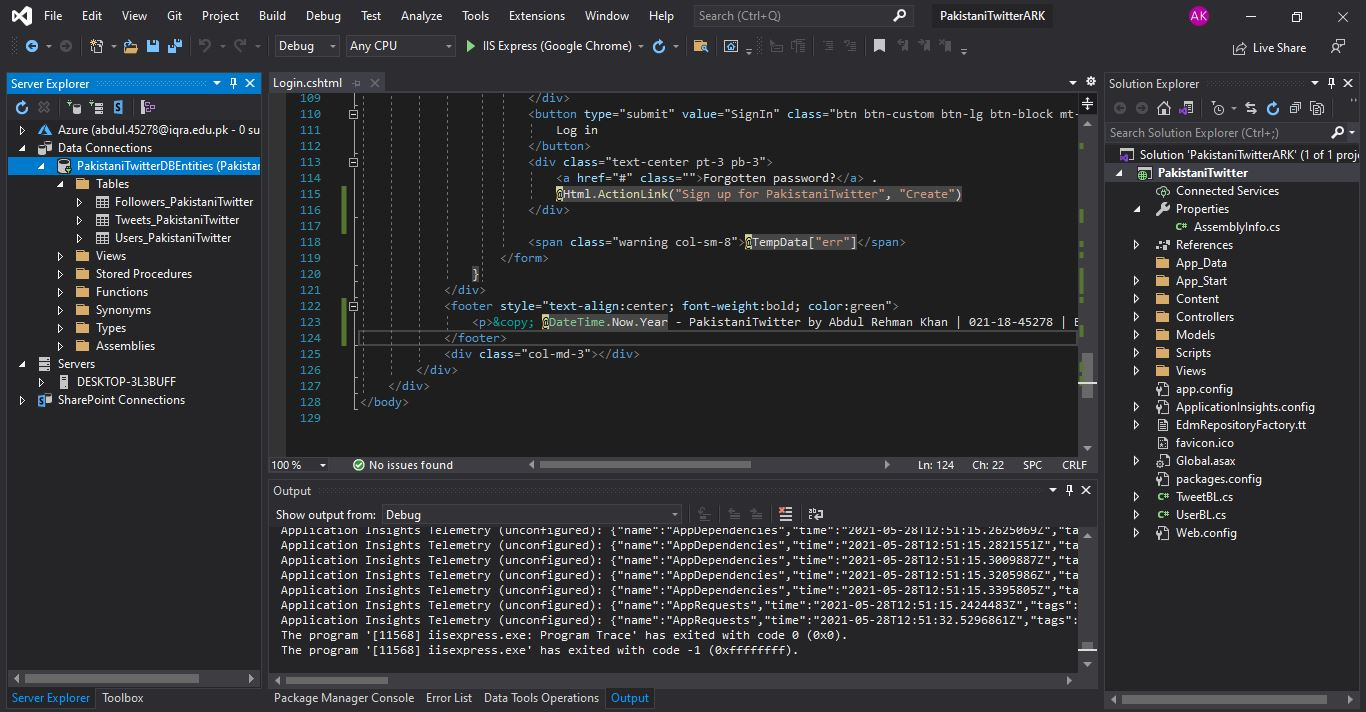 File Edit View Git Project Build Debug Test Analyze Tools Extensions Window Help Search (Ctrl+Q) PakistaniTwitterARK AK
Debug Any CPU IIS Express (Google Chrome) Live Share
Server Explorer
Azure (abdul.45278@iqra.edu.pk - 0 su
Data Connections
PakistaniTwitterDBEntities (Pakistar
Tables
Followers_PakistaniTwitter
Tweets_PakistaniTwitter
Users_PakistaniTwitter
Views
Stored Procedures
Functions
Synonyms
Types
Assemblies
Servers
DESKTOP-3L3BUFF
SharePoint Connections
Server Explorer Toolbox
Login.cshtml
109 </div>
110 <button type="submit" value="SignIn" class="btn btn-custom btn-lg btn-block mt-
111 Log in
112 </button>
113 <div class="text-center pt-3 pb-3">
114 <a href="#" class="">Forgotten password?</a> .
115 @Html.ActionLink("Sign up for PakistaniTwitter", "Create")
116 </div>
117
118 <span class="warning col-sm-8">@TempData["err"]</span>
119 </form>
120 }
121 </div>
122 <footer style="text-align:center; font-weight:bold; color:green">
123 <p>&copy; @DateTime.Now.Year - PakistaniTwitter by Abdul Rehman Khan | 021-18-45278 |
124 </footer>
125 <div class="col-md-3"></div>
126 </div>
127 </div>
128 </body>
129
100 % No issues found Ln: 124 Ch: 22 SPC CRLF
Output
Show output from: Debug
Application Insights Telemetry (unconfigured): {"name":"AppDependencies","time":"2021-05-28T12:51:15.2625069Z","ta
Application Insights Telemetry (unconfigured): {"name":"AppDependencies","time":"2021-05-28T12:51:15.2821551Z","ta
Application Insights Telemetry (unconfigured): {"name":"AppDependencies","time":"2021-05-28T12:51:15.3009887Z","ta
Application Insights Telemetry (unconfigured): {"name":"AppDependencies","time":"2021-05-28T12:51:15.3205986Z","ta
Application Insights Telemetry (unconfigured): {"name":"AppDependencies","time":"2021-05-28T12:51:15.3395805Z","ta
Application Insights Telemetry (unconfigured): {"name":"AppRequests","time":"2021-05-28T12:51:15.2424483Z","tags":
Application Insights Telemetry (unconfigured): {"name":"AppRequests","time":"2021-05-28T12:51:32.5296861Z","tags":
The program '[11568] iisexpress.exe: Program Trace' has exited with code 0 (0x0).
The program '[11568] iisexpress.exe' has exited with code -1 (0xffffffff).
Package Manager Console Error List Data Tools Operations Output
Solution Explorer
Search Solution Explorer (Ctrl+;)
Solution 'PakistaniTwitterARK' (1 of 1 proj
PakistaniTwitter
Connected Services
Properties
C# AssemblyInfo.cs
References
App_Data
App_Start
Content
Controllers
Models
Scripts
Views
app.config
ApplicationInsights.config
EdmRepositoryFactory.tt
favicon.ico
Global.asax
packages.config
C# TweetBL.cs
C# UserBL.cs
Web.config